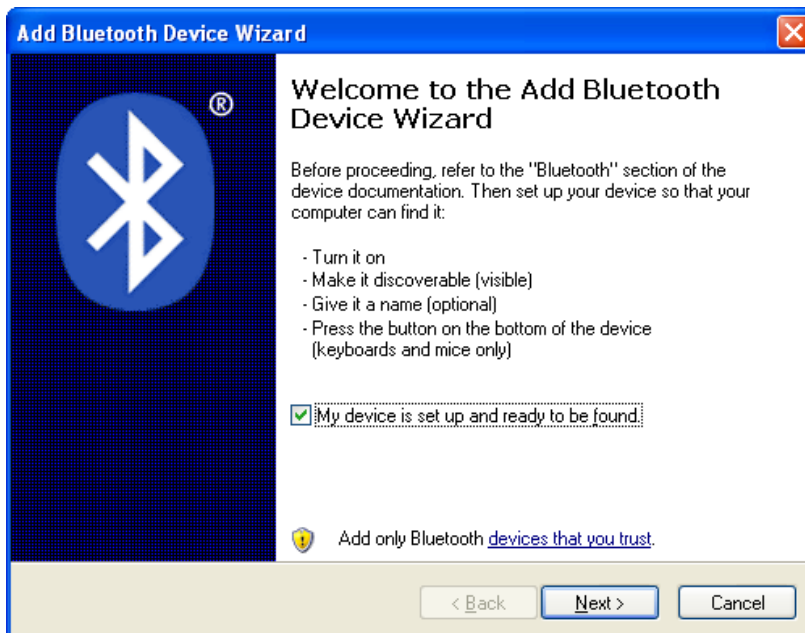 Add Bluetooth Device Wizard
®
Welcome to the Add Bluetooth
Device Wizard
Before proceeding, refer to the "Bluetooth" section of the
device documentation. Then set up your device so that your
computer can find it:
- Turn it on
- Make it discoverable (visible)
- Give it a name (optional)
- Press the button on the bottom of the device
(keyboards and mice only)
My device is set up and ready to be found.
Add only Bluetooth devices that you trust.
< Back Next > Cancel